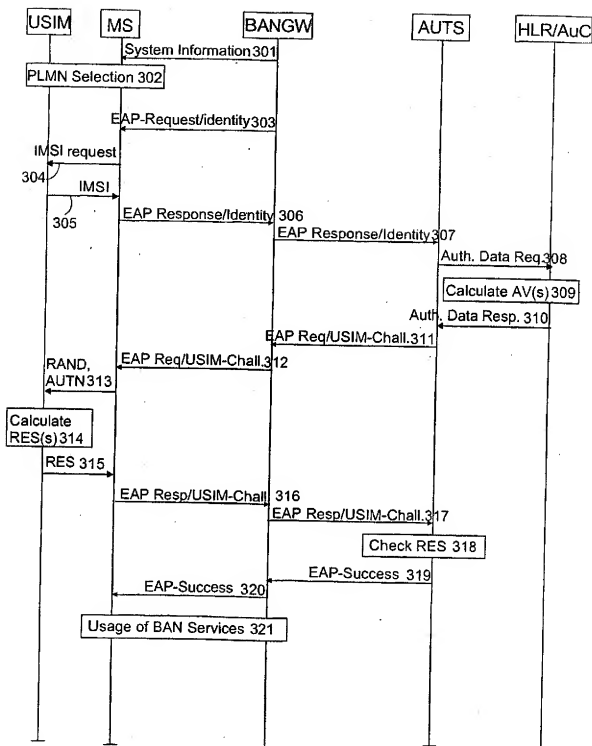 USIM MS BANGW AUTS HLR/AuC
System Information 301
PLMN Selection 302
EAP-Request/identity 303
IMSI request
304
IMSI
305
EAP Response/Identity 306
EAP Response/Identity 307
Auth. Data Req. 308
Calculate AV(s) 309
Auth. Data Resp. 310
EAP Req/USIM-Chall. 311
EAP Req/USIM-Chall. 312
RAND,
AUTN 313
Calculate
RES(s) 314
RES 315
EAP Resp/USIM-Chall. 316
EAP Resp/USIM-Chall. 317
Check RES 318
EAP-Success 319
EAP-Success 320
Usage of BAN Services 321